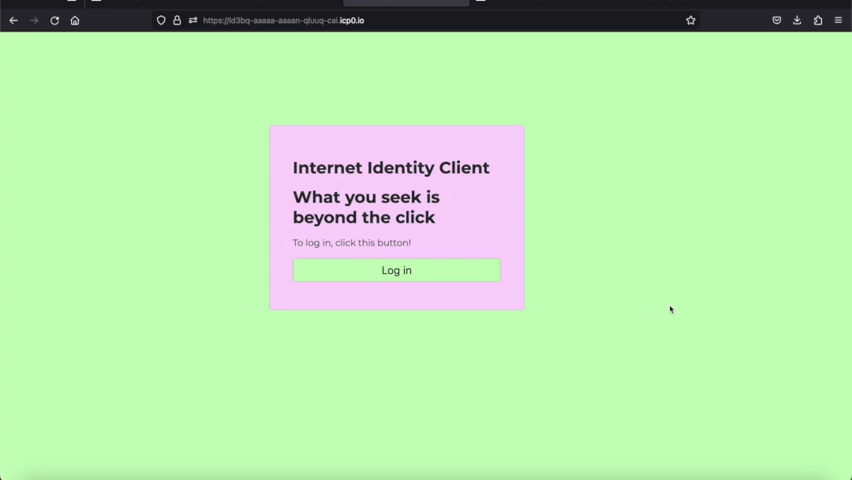 https://ld3bq-aaaaa-aaaan-qluuq-cai.icp0.io
Internet Identity Client
What you seek is
beyond the click
To log in, click this button!
Log in